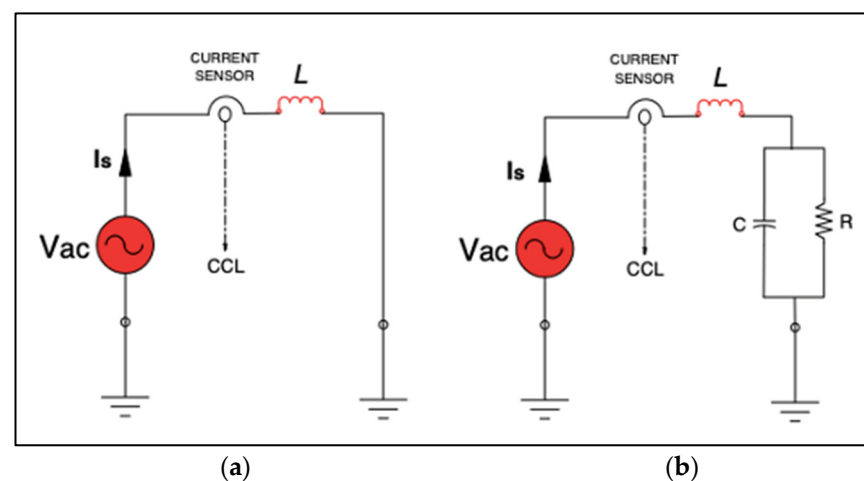 CURRENT
SENSOR
L
Is
Vac
CCL
CURRENT
SENSOR
L
Is
Vac
CCL
C
R
(a)
(b)